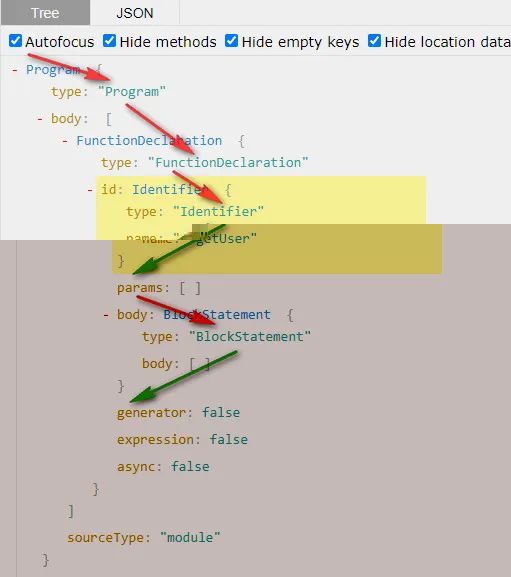 Tree JSON
Autofocus Hide methods Hide empty keys Hide location data
- Program {
type: "Program"
- body: [
- FunctionDeclaration {
type: "FunctionDeclaration"
- id: Identifier {
type: "Identifier"
name: "getUser"
}
params: [ ]
- body: BlockStatement {
type: "BlockStatement"
body: [ ]
}
generator: false
expression: false
async: false
}
]
sourceType: "module"
}